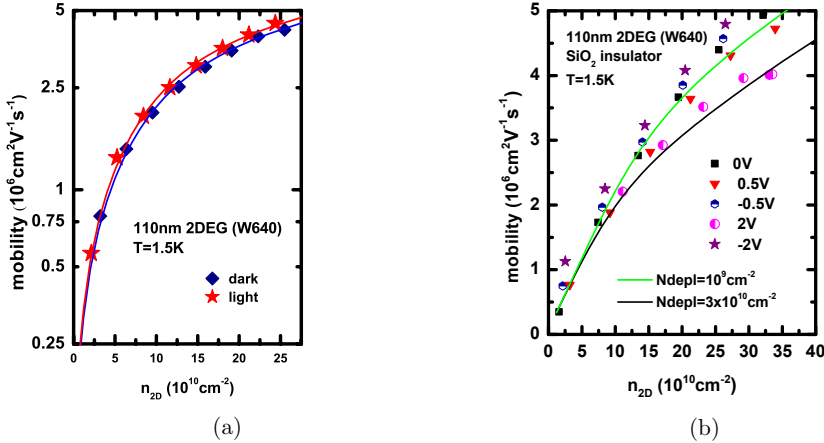 5
2.5
1
0.75
0.5
0.25
mobility (10⁶cm²V⁻¹s⁻¹)
110nm 2DEG (W640)
T=1.5K
dark
light
0 5 10 15 20 25
n₂D (10¹⁰cm⁻²)
(a)
5
4
3
2
1
0
mobility (10⁶cm²V⁻¹s⁻¹)
110nm 2DEG (W640)
SiO₂ insulator
T=1.5K
0V
0.5V
-0.5V
2V
-2V
Ndepl=10⁹cm⁻²
Ndepl=3x10¹⁰cm⁻²
0 5 10 15 20 25 30 35 40
n₂D (10¹⁰cm⁻²)
(b)